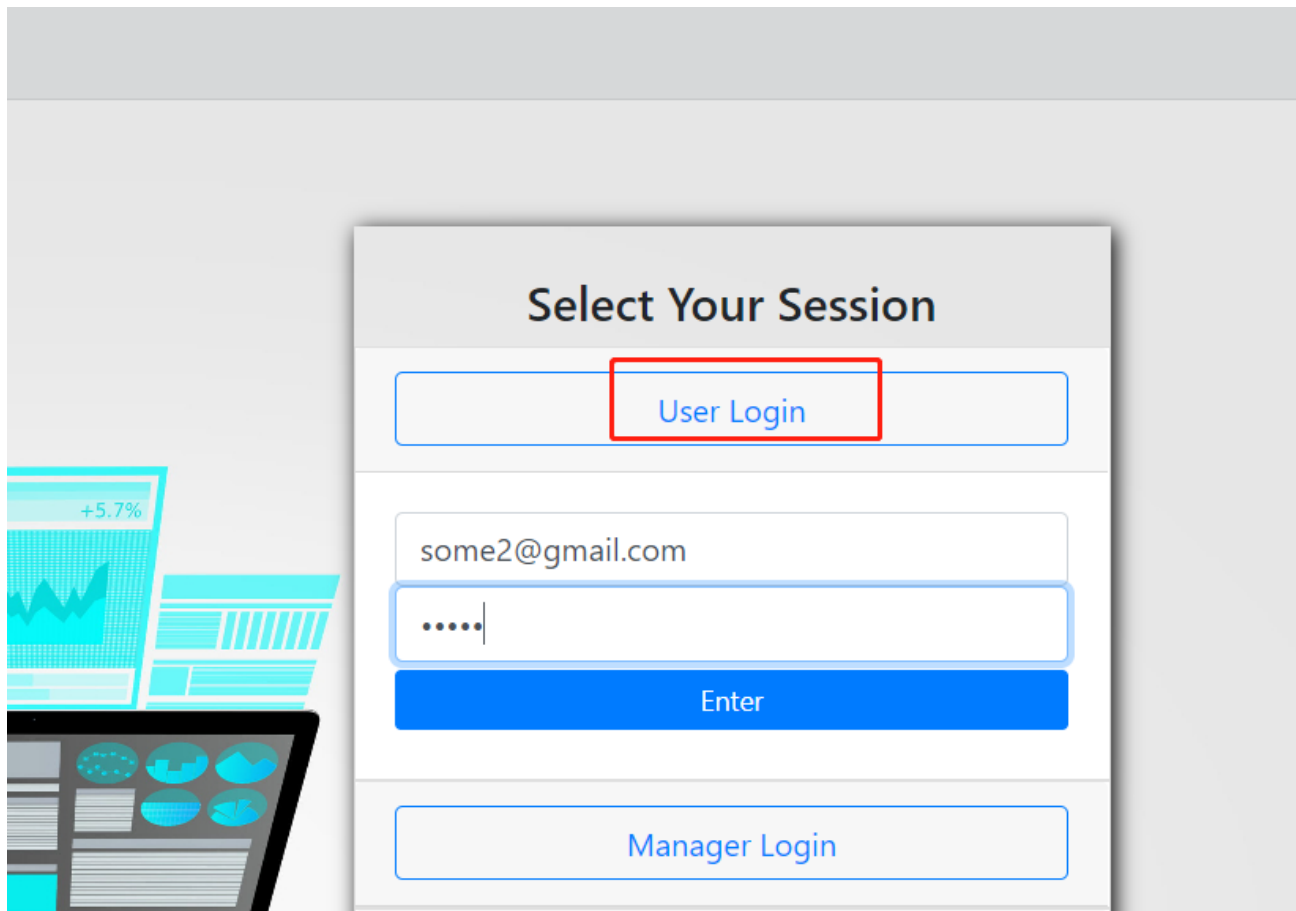 Select Your Session
User Login
+5.7%
some2@gmail.com
•••••
Enter
Manager Login